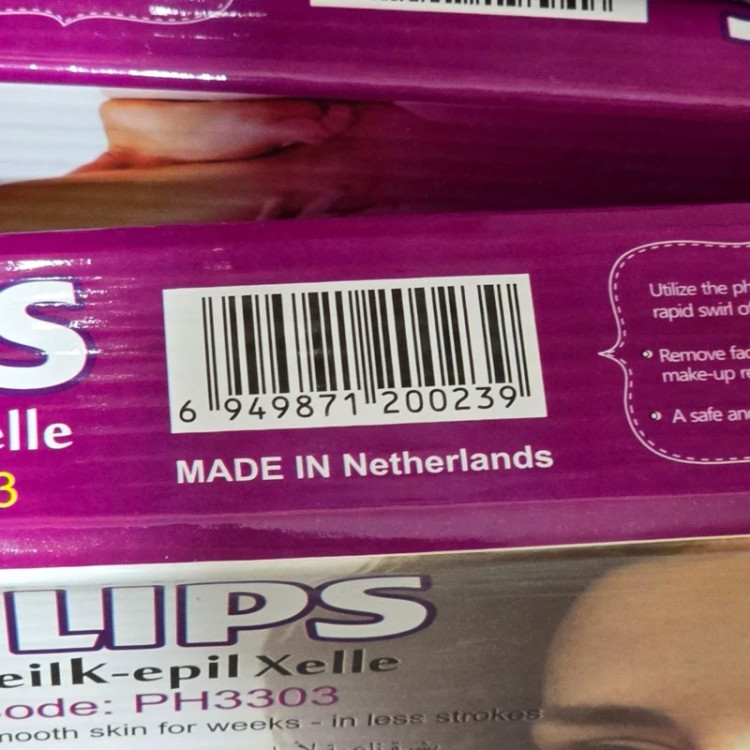 S
elle
3
6 949871 200239
MADE IN Netherlands
Utilize the ph
rapid swirl of
Remove fac
make-up re
A safe and
LIPS
eilk-epil Xelle
ode: PH3303
mooth skin for weeks - in less strokes